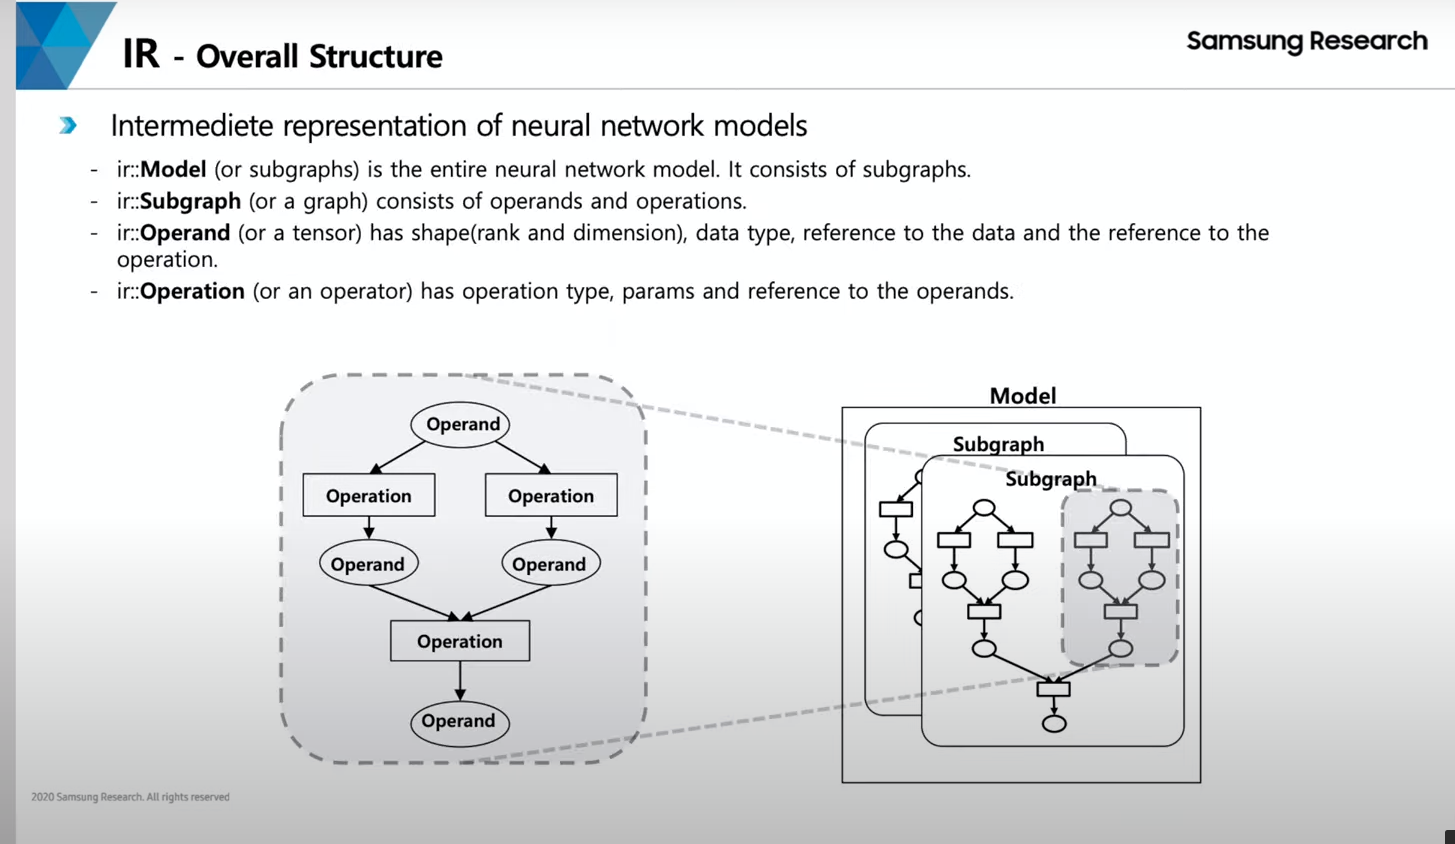 IR - Overall Structure
Samsung Research
Intermediete representation of neural network models
- ir::Model (or subgraphs) is the entire neural network model. It consists of subgraphs.
- ir::Subgraph (or a graph) consists of operands and operations.
- ir::Operand (or a tensor) has shape(rank and dimension), data type, reference to the data and the reference to the
operation.
- ir::Operation (or an operator) has operation type, params and reference to the operands.
Operand
Operation
Operation
Operand
Operand
Operation
Operand
Model
Subgraph
Subgraph
2020 Samsung Research. All rights reserved